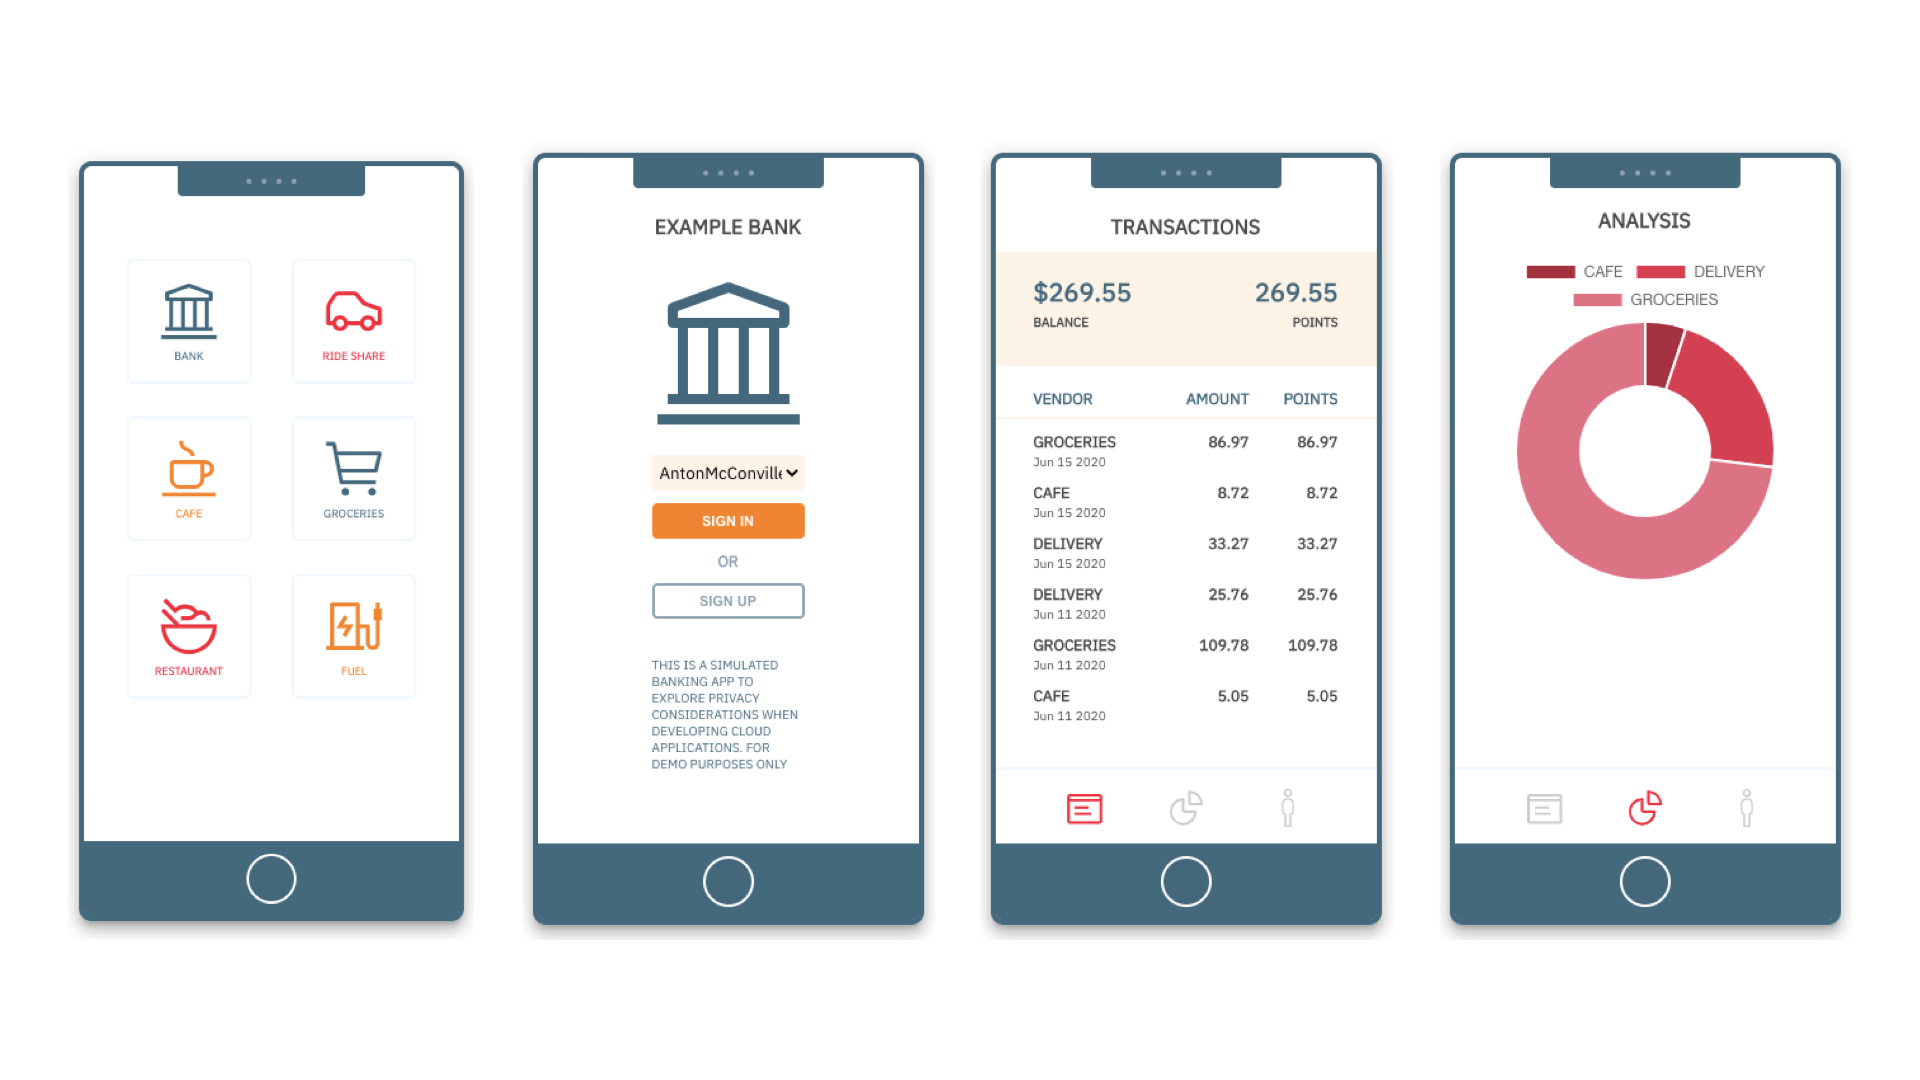 BANK
RIDE SHARE
CAFE
GROCERIES
RESTAURANT
FUEL
EXAMPLE BANK
AntonMcConville
SIGN IN
OR
SIGN UP
THIS IS A SIMULATED
BANKING APP TO
EXPLORE PRIVACY
CONSIDERATIONS WHEN
DEVELOPING CLOUD
APPLICATIONS. FOR
DEMO PURPOSES ONLY
TRANSACTIONS
$269.55 269.55
BALANCE POINTS
VENDOR AMOUNT POINTS
GROCERIES 86.97 86.97
Jun 15 2020
CAFE 8.72 8.72
Jun 15 2020
DELIVERY 33.27 33.27
Jun 15 2020
DELIVERY 25.76 25.76
Jun 11 2020
GROCERIES 109.78 109.78
Jun 11 2020
CAFE 5.05 5.05
Jun 11 2020
ANALYSIS
CAFE DELIVERY
GROCERIES